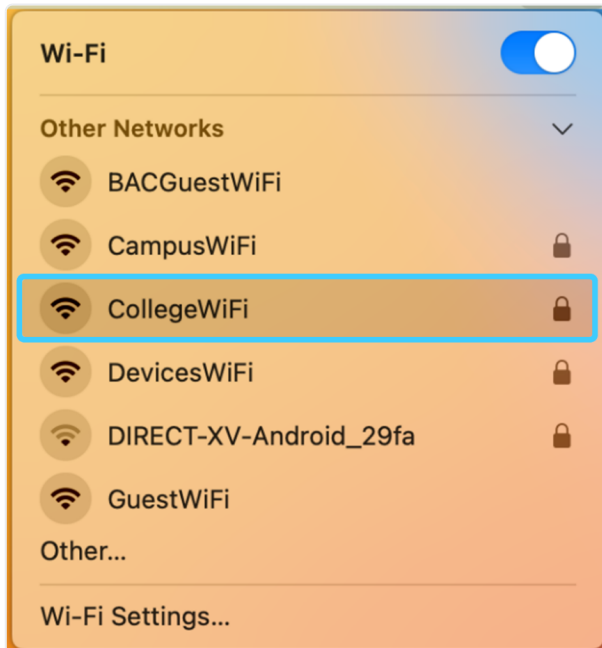 Wi-Fi
Other Networks
BACGuestWiFi
CampusWiFi
CollegeWiFi
DevicesWiFi
DIRECT-XV-Android_29fa
GuestWiFi
Other...
Wi-Fi Settings...